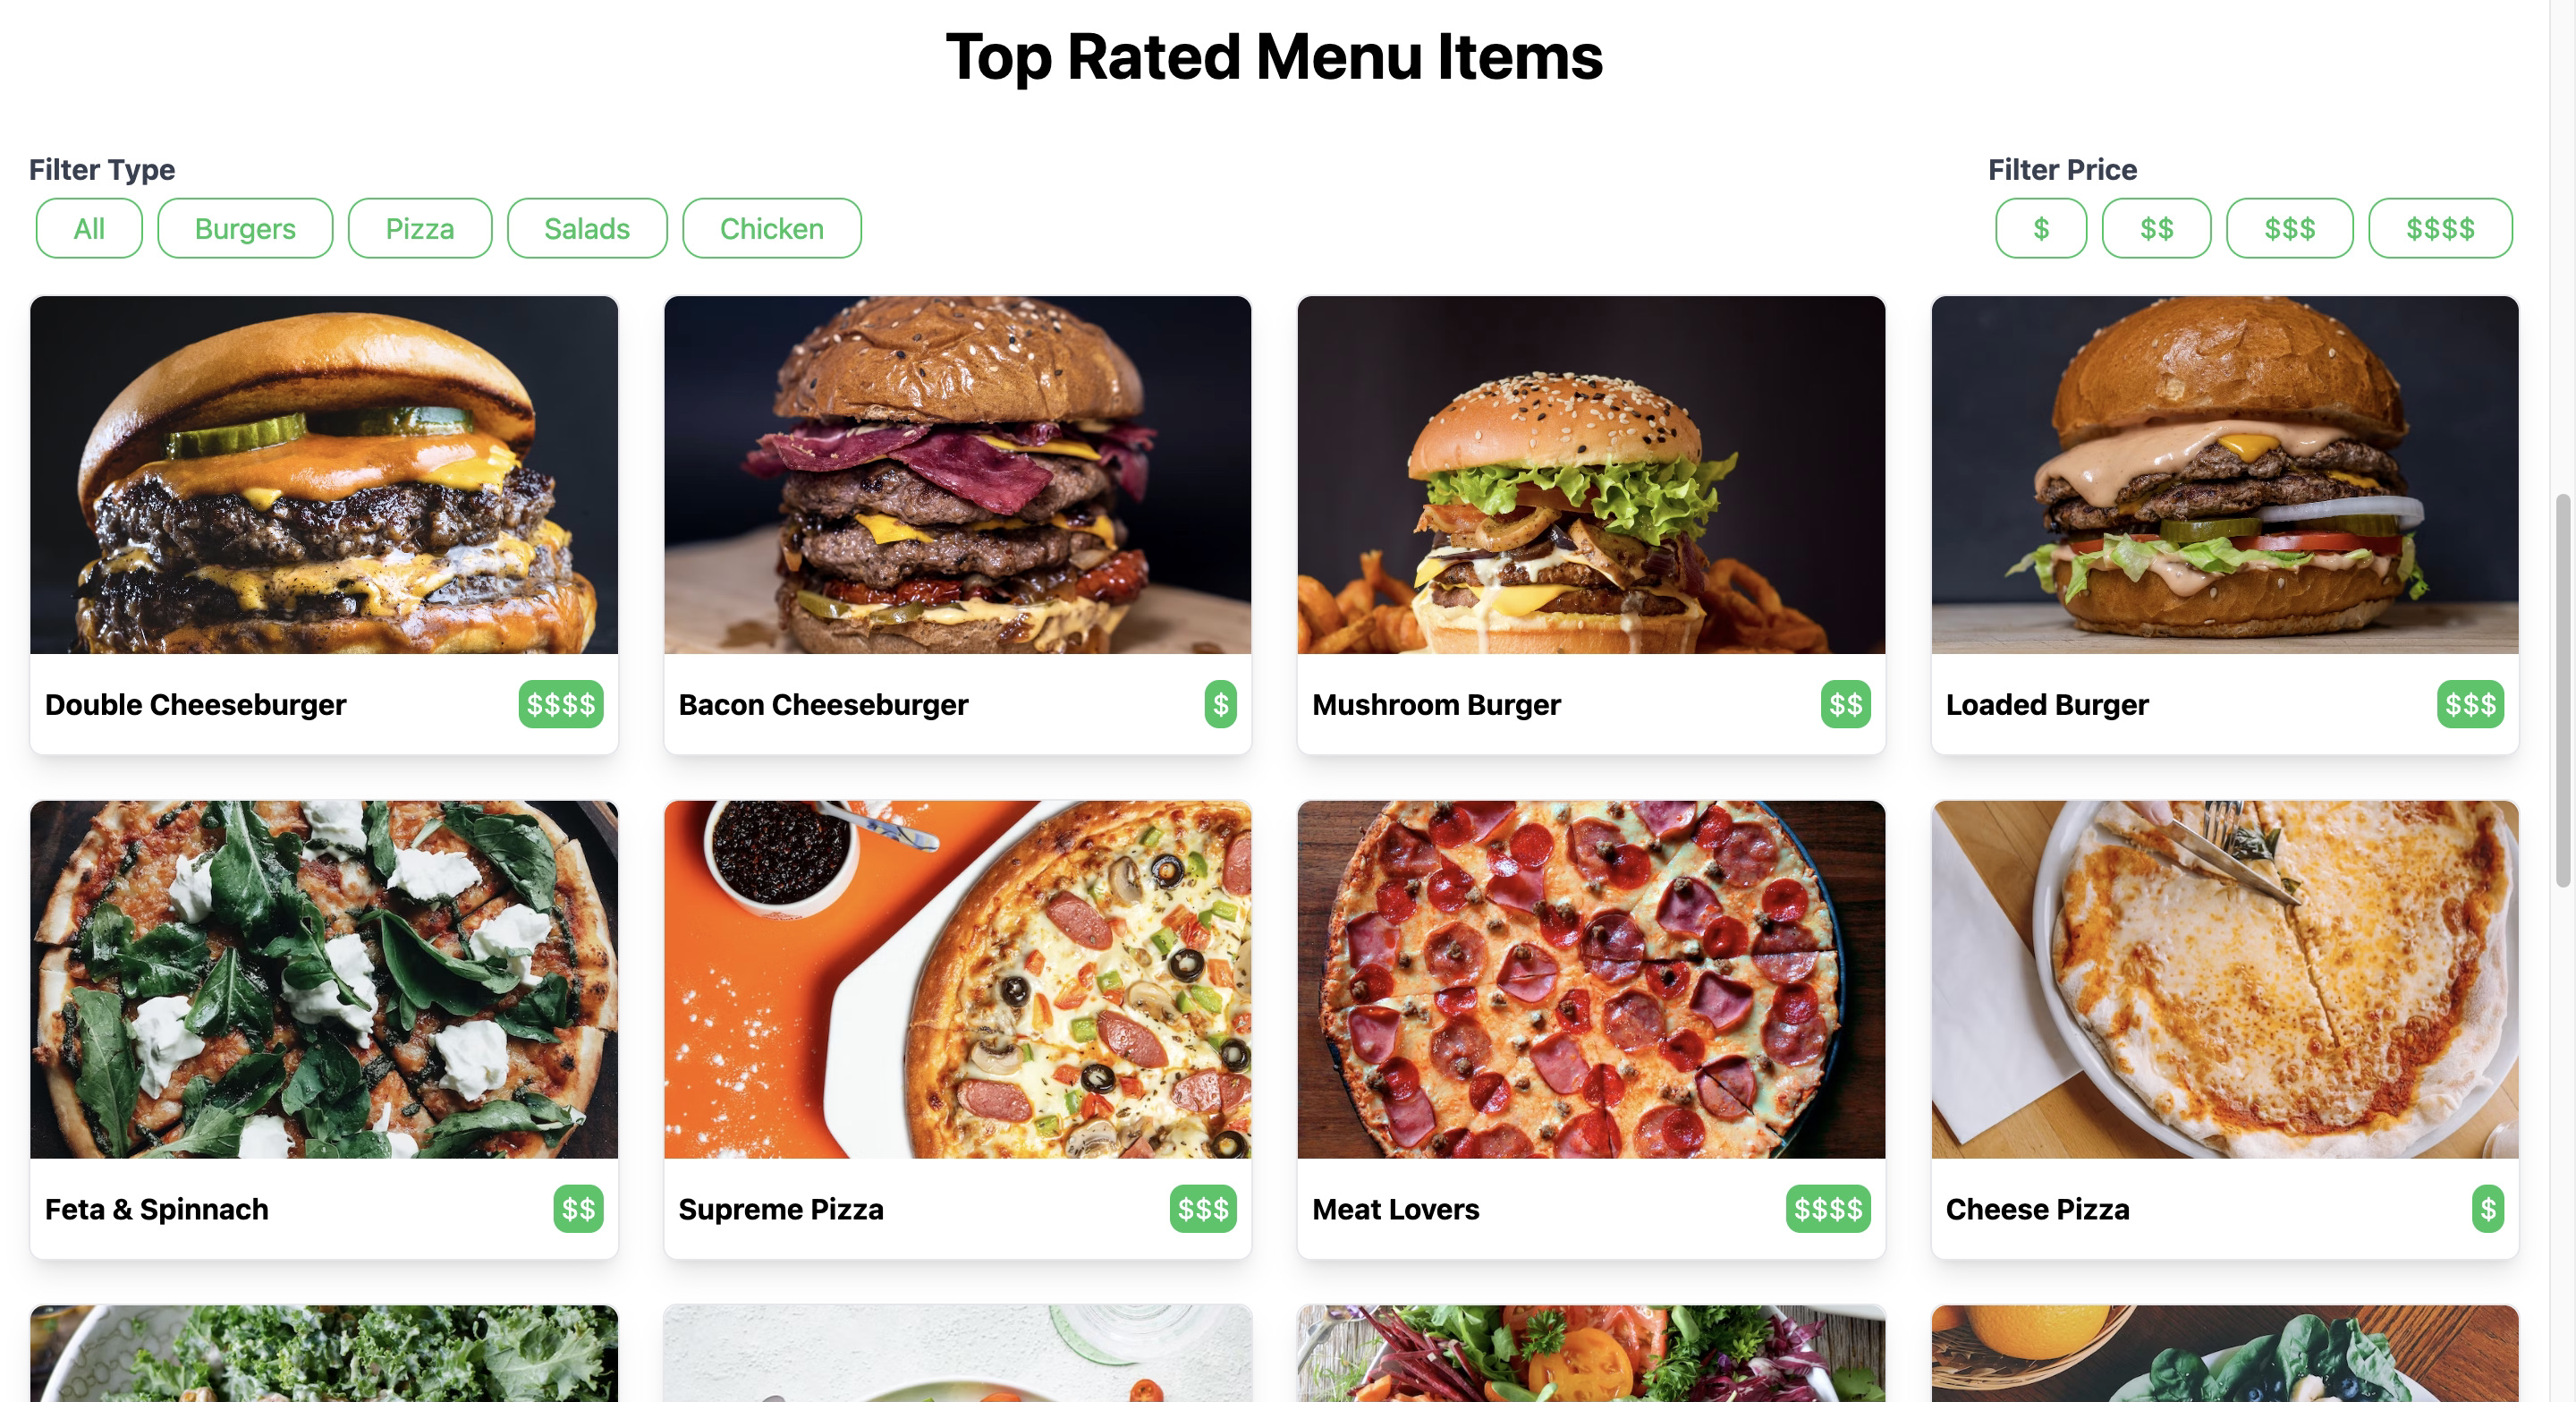 Top Rated Menu Items
Filter Type
Filter Price
All Burgers Pizza Salads Chicken
$ $$ $$$ $$$$
Double Cheeseburger $$$$
Bacon Cheeseburger $
Mushroom Burger $$
Loaded Burger $$$
Feta & Spinnach $$
Supreme Pizza $$$
Meat Lovers $$$$
Cheese Pizza $